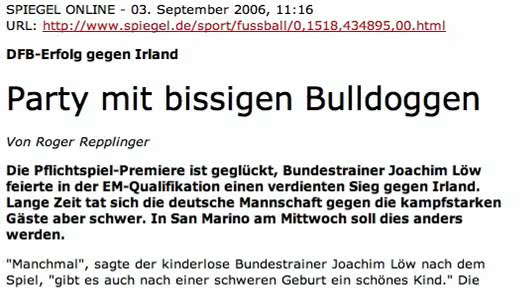 SPIEGEL ONLINE - 03. September 2006, 11:16
URL: http://www.spiegel.de/sport/fussball/0,1518,434895,00.html
DFB-Erfolg gegen Irland
Party mit bissigen Bulldoggen
Von Roger Repplinger
Die Pflichtspiel-Premiere ist geglückt, Bundestrainer Joachim Löw
feierte in der EM-Qualifikation einen verdienten Sieg gegen Irland.
Lange Zeit tat sich die deutsche Mannschaft gegen die kampfstarken
Gäste aber schwer. In San Marino am Mittwoch soll dies anders
werden.
"Manchmal", sagte der kinderlose Bundestrainer Joachim Löw nach dem
Spiel, "gibt es auch nach einer schweren Geburt ein schönes Kind." Die